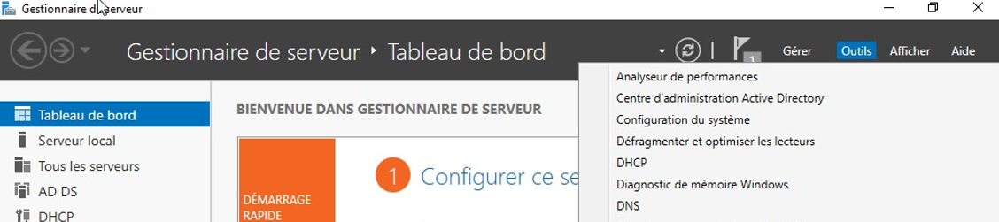 Gestionnaire de serveur
Gestionnaire de serveur ‣ Tableau de bord
1
Gérer Outils Afficher Aide
Tableau de bord
Serveur local
Tous les serveurs
AD DS
DHCP
BIENVENUE DANS GESTIONNAIRE DE SERVEUR
DÉMARRAGE
RAPIDE
1 Configurer ce se
Analyseur de performances
Centre d'administration Active Directory
Configuration du système
Défragmenter et optimiser les lecteurs
DHCP
Diagnostic de mémoire Windows
DNS